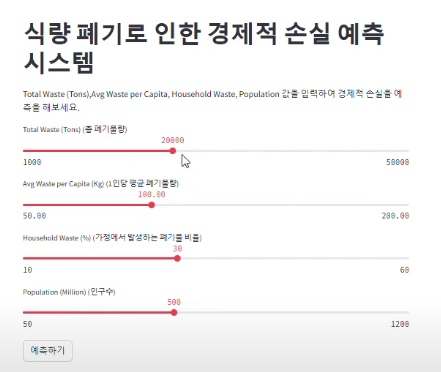 식량 폐기로 인한 경제적 손실 예측
시스템
Total Waste (Tons),Avg Waste per Capita, Household Waste, Population 값을 입력하여 경제적 손실을 예
측을 해보세요.
Total Waste (Tons) (총 폐기물량)
20000
1000 50000
Avg Waste per Capita (Kg) (1인당 평균 폐기물량)
100.00
50.00 200.00
Household Waste (%) (가정에서 발생하는 폐기물 비율)
30
10 60
Population (Million) (인구수)
500
50 1200
예측하기